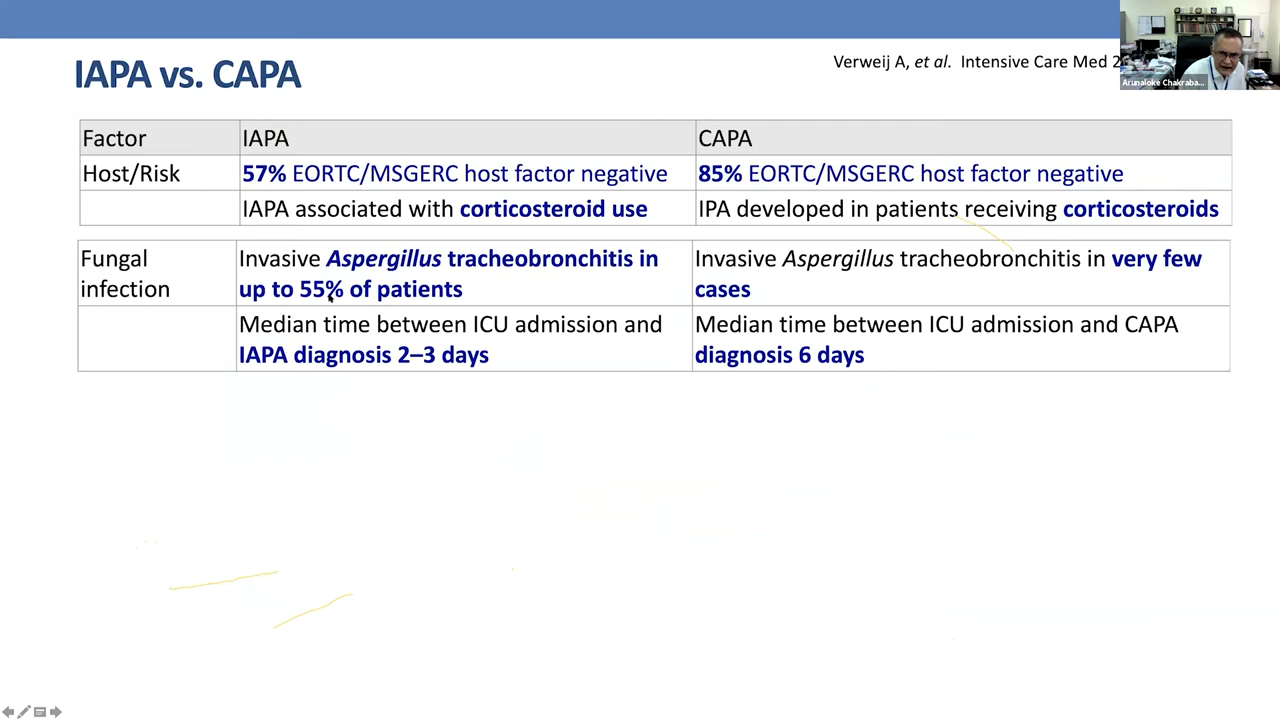 IAPA vs. CAPA
Verweij A, et al. Intensive Care Med 2
Arunaloke Chakraba...
Factor IAPA CAPA
Host/Risk 57% EORTC/MSGERC host factor negative 85% EORTC/MSGERC host factor negative
IAPA associated with corticosteroid use IPA developed in patients receiving corticosteroids
Fungal infection
Invasive Aspergillus tracheobronchitis in
up to 55% of patients
Invasive Aspergillus tracheobronchitis in very few
cases
Median time between ICU admission and
IAPA diagnosis 2–3 days
Median time between ICU admission and CAPA
diagnosis 6 days